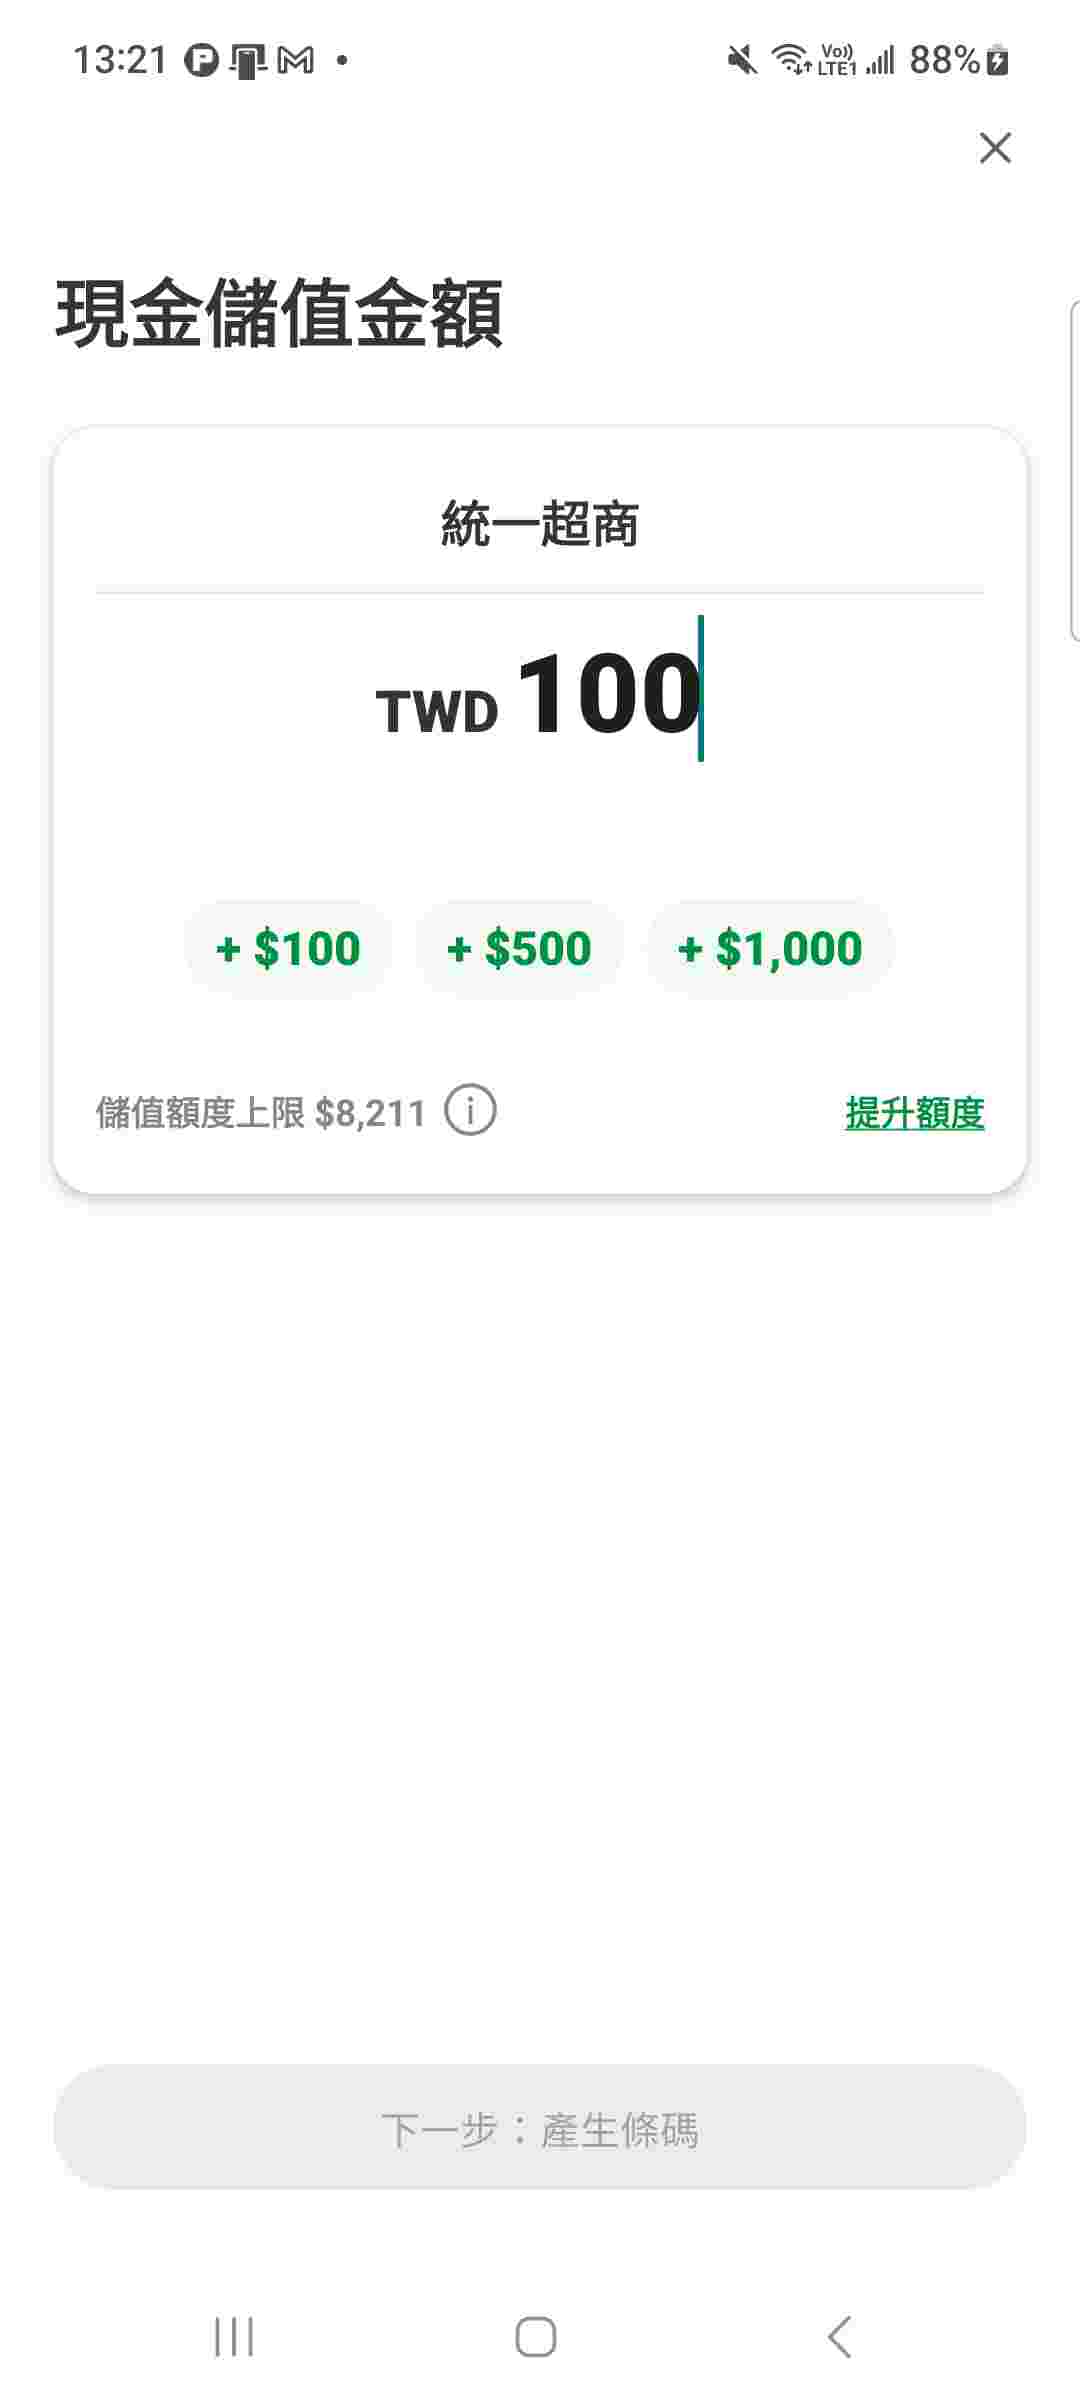 13:21
Vo)) LTE1 88%
現金儲值金額
統一超商
TWD 100
+ $100 + $500 + $1,000
儲值額度上限 $8,211 提升額度
下一步：產生條碼